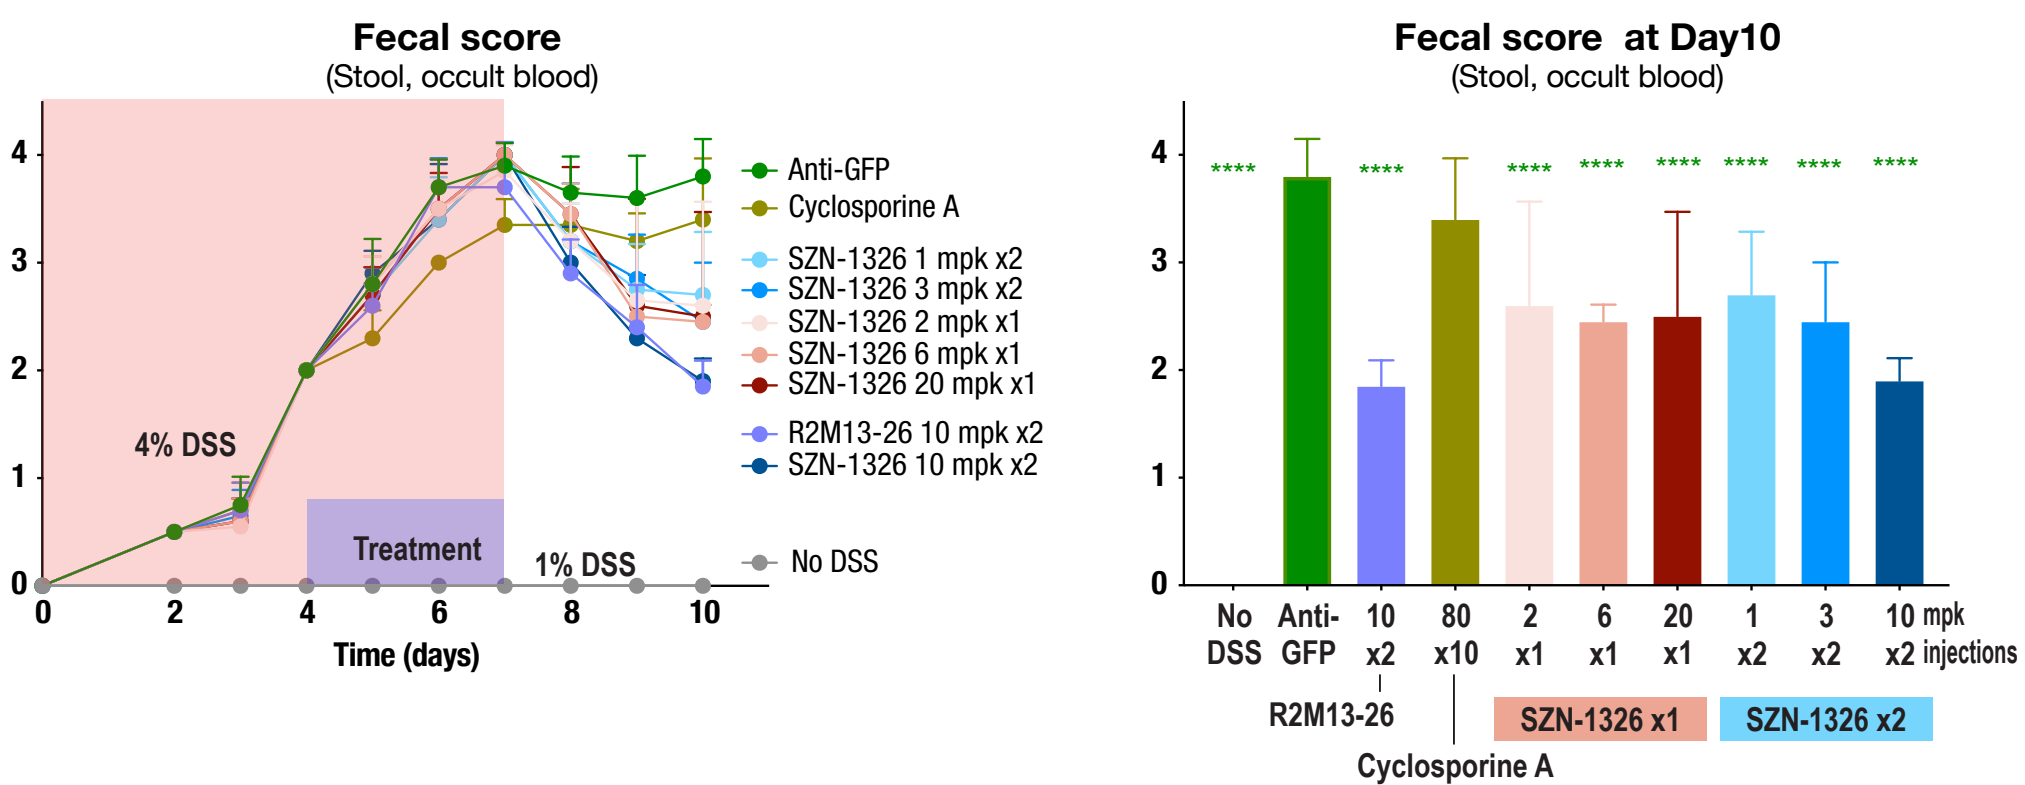 Fecal score
(Stool, occult blood)
4
3
2
1
0
4% DSS
Treatment
1% DSS
0 2 4 6 8 10
Time (days)
Anti-GFP
Cyclosporine A
SZN-1326 1 mpk x2
SZN-1326 3 mpk x2
SZN-1326 2 mpk x1
SZN-1326 6 mpk x1
SZN-1326 20 mpk x1
R2M13-26 10 mpk x2
SZN-1326 10 mpk x2
No DSS
Fecal score at Day10
(Stool, occult blood)
4
3
2
1
0
**** **** **** **** **** **** **** ****
No Anti- 10 80 2 6 20 1 3 10 mpk
DSS GFP x2 x10 x1 x1 x1 x2 x2 x2 injections
R2M13-26 SZN-1326 x1 SZN-1326 x2
Cyclosporine A